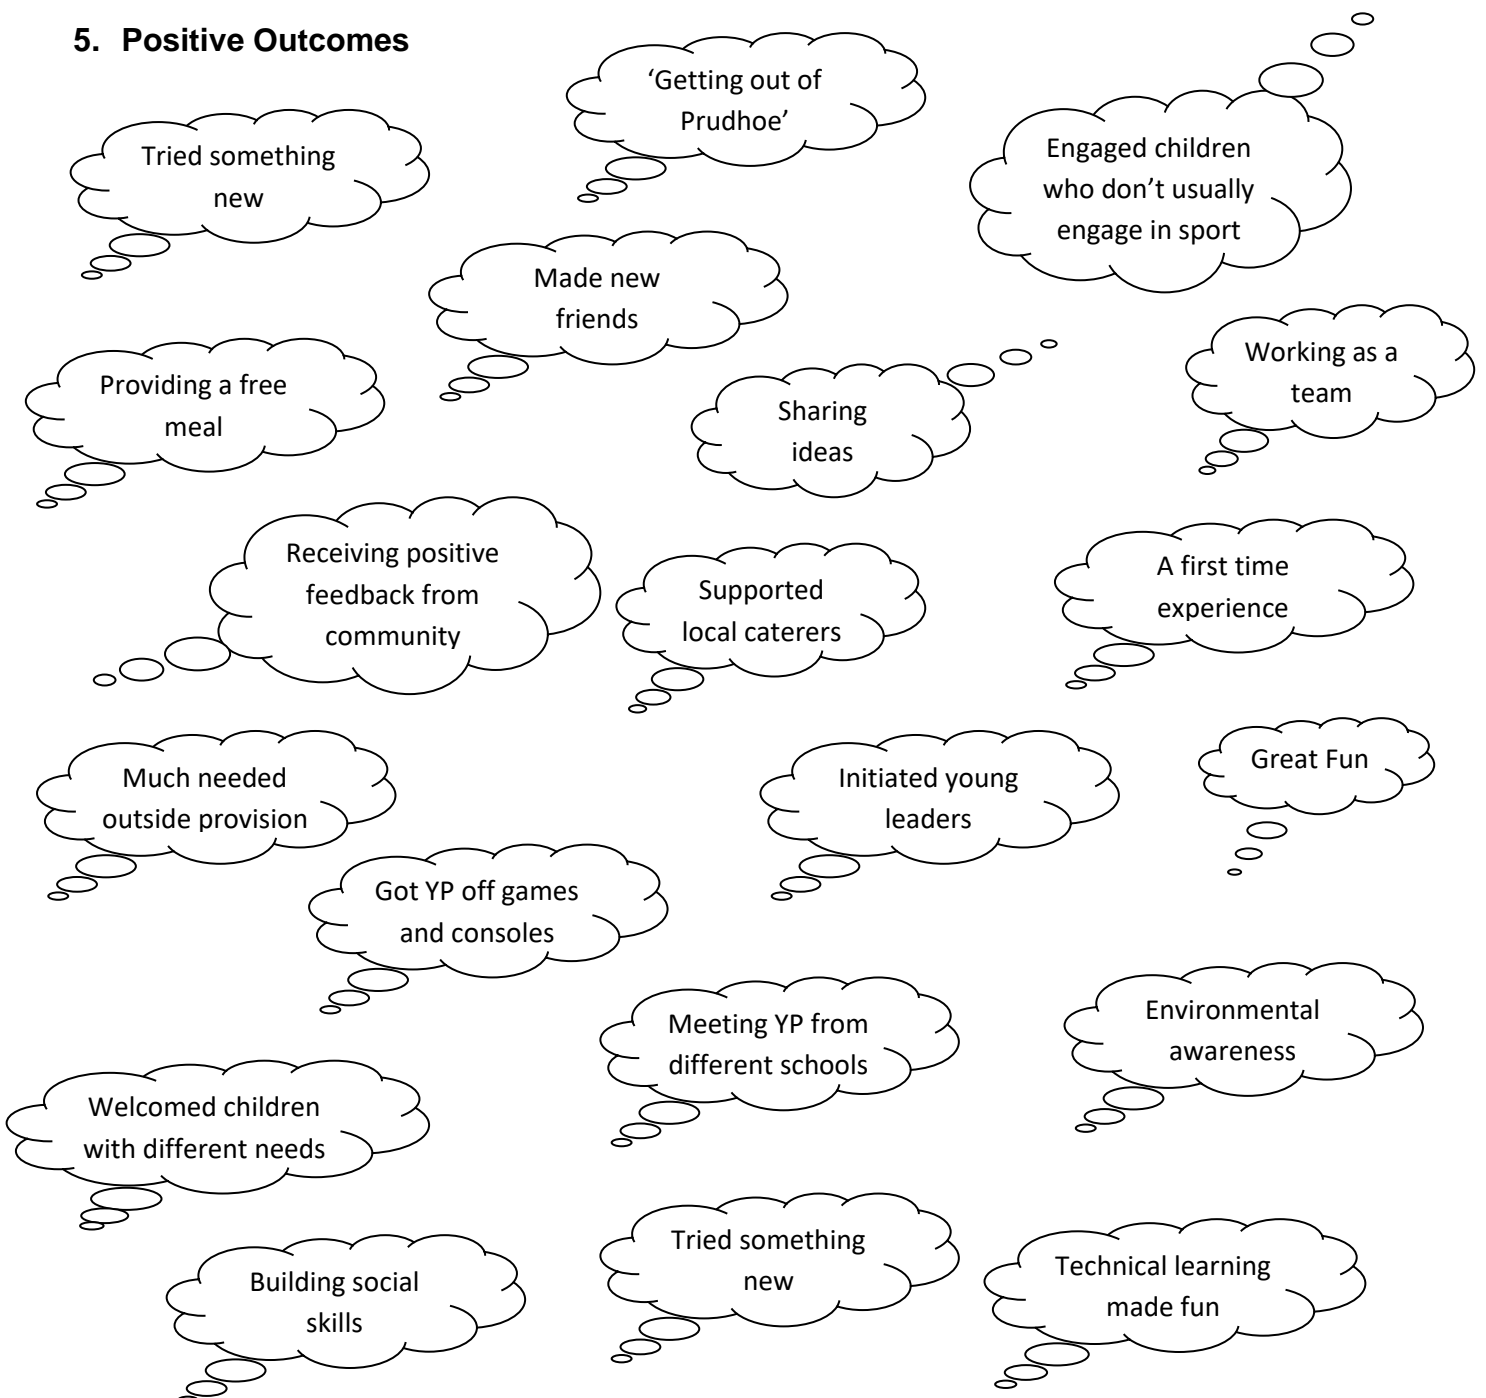 5. Positive Outcomes
‘Getting out of
Prudhoe’
Tried something
new
Engaged children
who don’t usually
engage in sport
Made new
friends
Working as a
team
Providing a free
meal
Sharing
ideas
Receiving positive
feedback from
community
Supported
local caterers
A first time
experience
Much needed
outside provision
Initiated young
leaders
Great Fun
Got YP off games
and consoles
Meeting YP from
different schools
Environmental
awareness
Welcomed children
with different needs
Building social
skills
Tried something
new
Technical learning
made fun